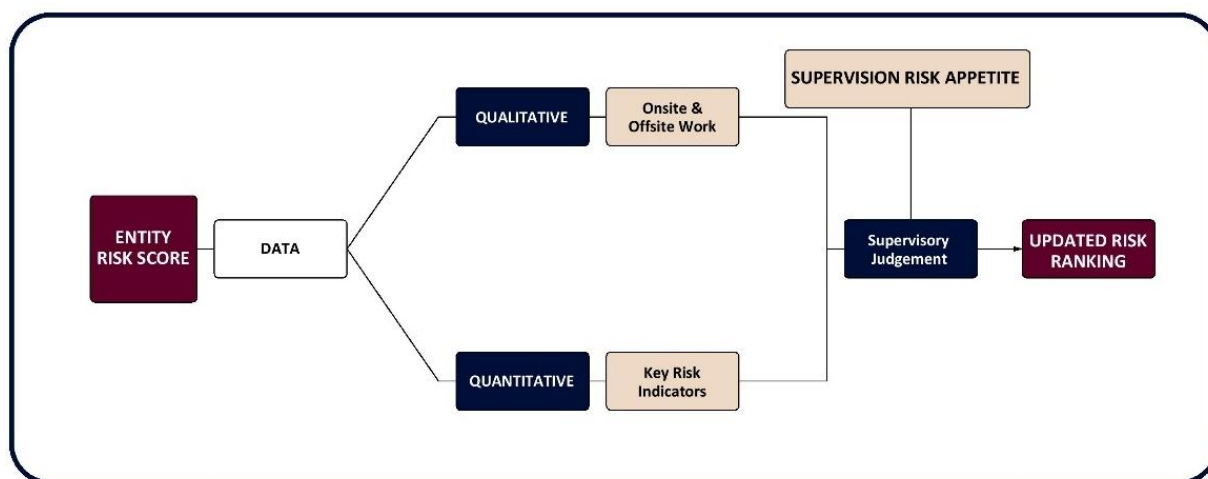 SUPERVISION RISK APPETITE
QUALITATIVE
Onsite &
Offsite Work
ENTITY
RISK SCORE
DATA
Supervisory
Judgement
UPDATED RISK
RANKING
QUANTITATIVE
Key Risk
Indicators